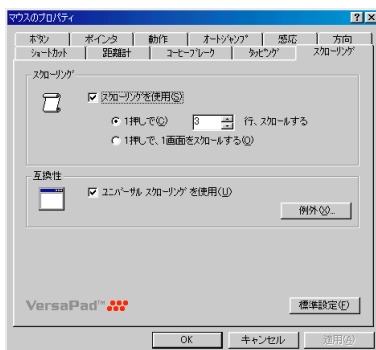 マウスのプロパティ
ボタン ポインタ 動作 オートジャンプ 感応 方向
ショートカット 距離計 コーヒーブレーク タッピング スクローリング
スクローリング
スクローリングを使用(S)
1押しで(C) 3 行、スクロールする
1押しで、1画面をスクロールする(O)
互換性
ユニバーサル スクローリング を使用(U)
例外(X)...
VersaPad™
標準設定(F)
OK キャンセル 適用(A)